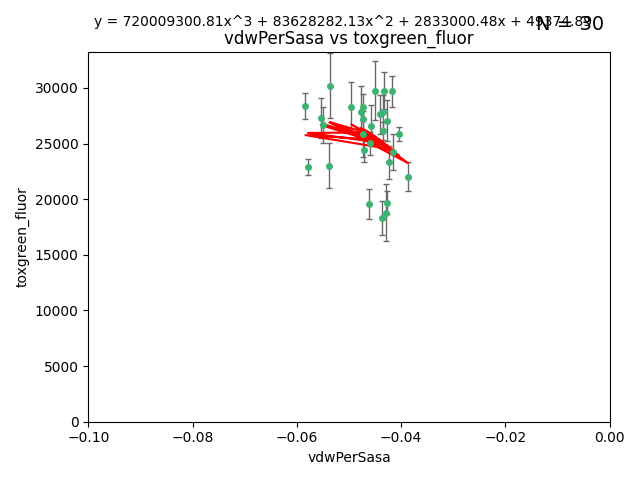 y = 720009300.81x^3 + 83628282.13x^2 + 2833000.48x + 49374.89
N = 30
vdwPerSasa vs toxgreen_fluor
toxgreen_fluor
30000
25000
20000
15000
10000
5000
0
−0.10
−0.08
−0.06
−0.04
−0.02
0.00
vdwPerSasa